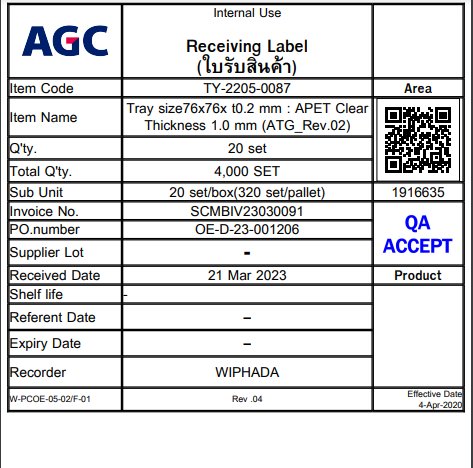 AGC
Internal Use
Receiving Label
(ใบรับสินค้า)
Item Code TY-2205-0087 Area
Item Name Tray size76x76x t0.2 mm : APET Clear
Thickness 1.0 mm (ATG_Rev.02)
Q'ty. 20 set
Total Q'ty. 4,000 SET
Sub Unit 20 set/box(320 set/pallet) 1916635
Invoice No. SCMBIV23030091
PO.number OE-D-23-001206
QA
ACCEPT
Supplier Lot -
Received Date 21 Mar 2023 Product
Shelf life -
Referent Date –
Expiry Date –
Recorder WIPHADA
W-PCOE-05-02/F-01 Rev .04 Effective Date
4-Apr-2020